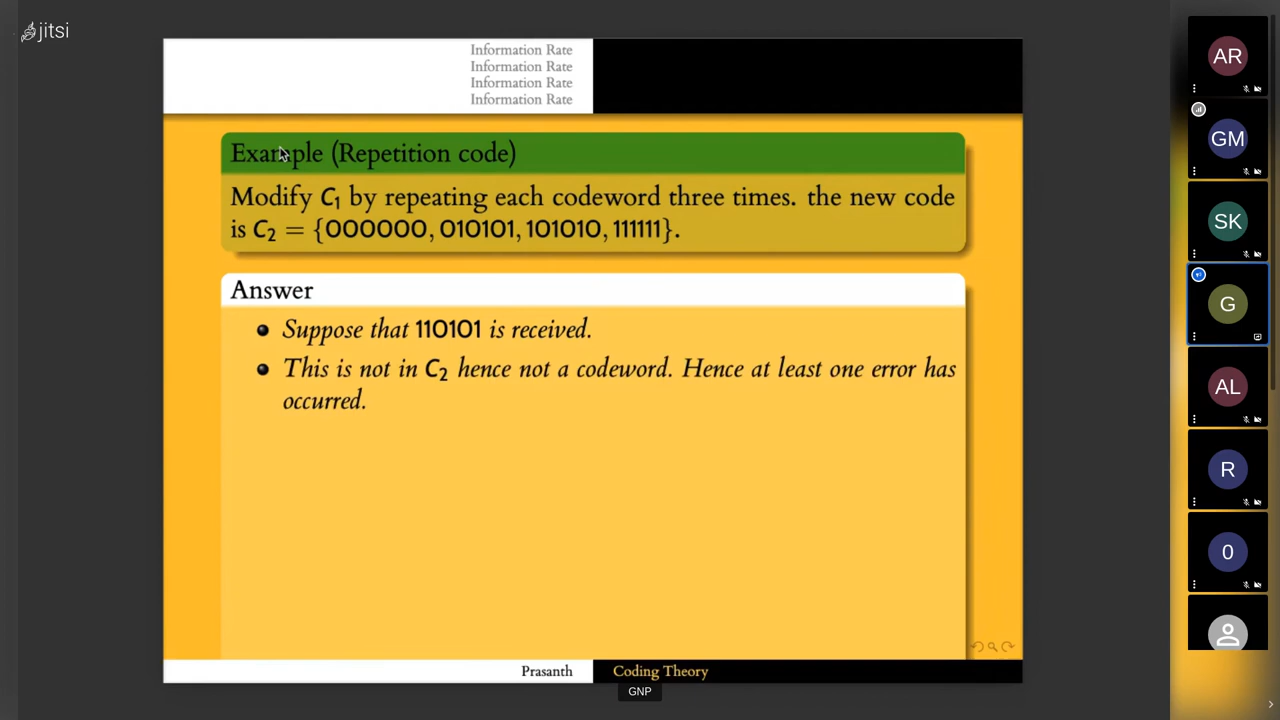 jitsi
Information Rate
Information Rate
Information Rate
Information Rate
Example (Repetition code)
Modify C₁ by repeating each codeword three times. the new code
is C₂ = {000000, 010101, 101010, 111111}.
Answer
Suppose that 110101 is received.
This is not in C₂ hence not a codeword. Hence at least one error has
occurred.
Prasanth
Coding Theory
GNP
AR
GM
SK
G
AL
R
0